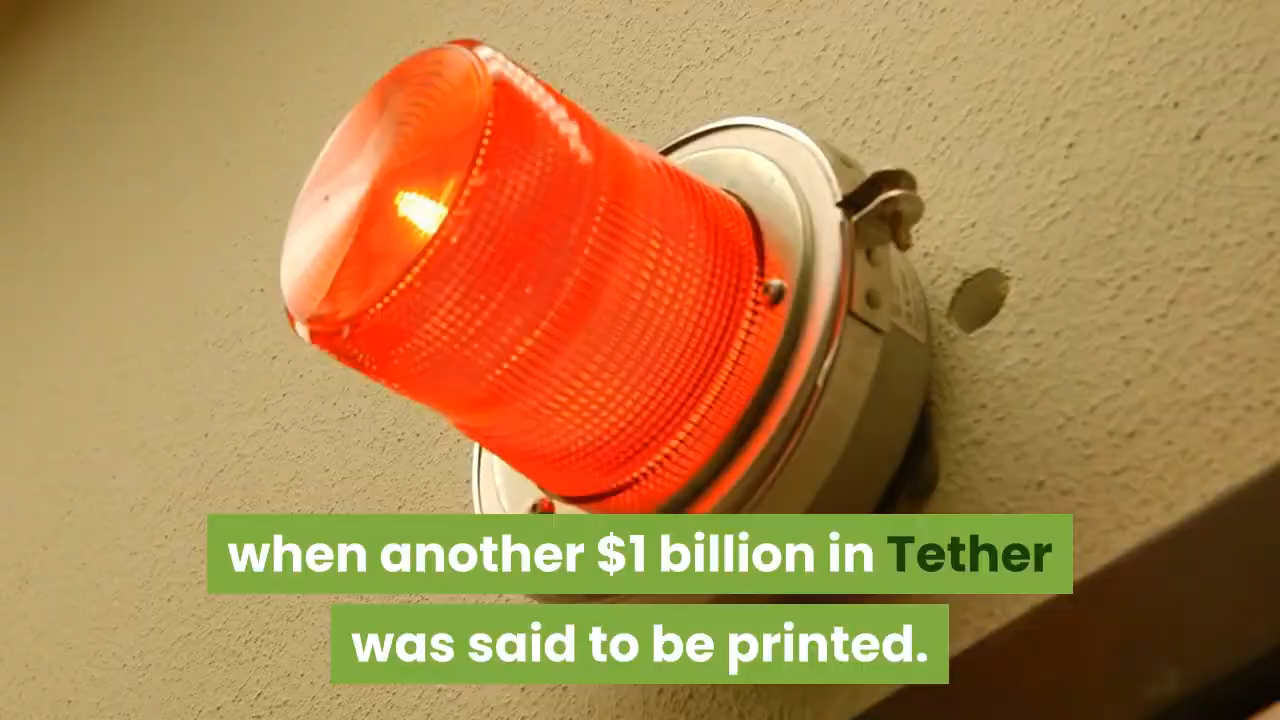 when another $1 billion in Tether
was said to be printed.